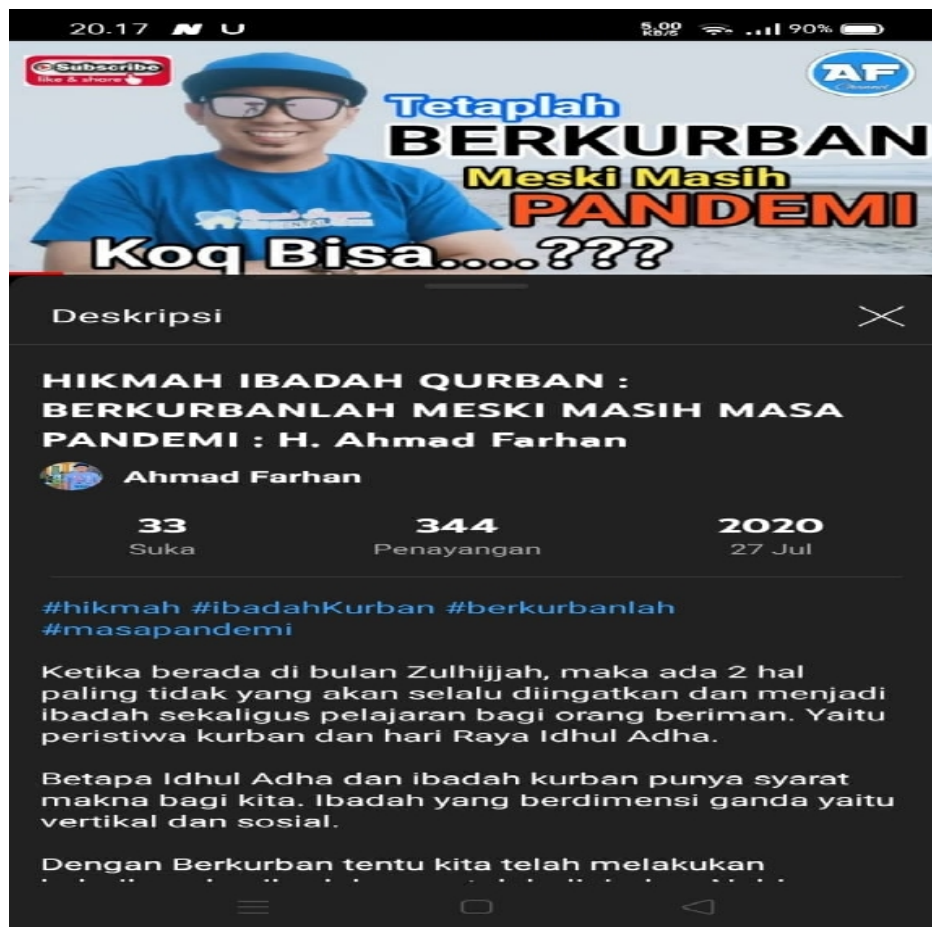 20.17
5.00 KB/S 90%
Subscribe
like & share
AF
Channel
Tetaplah
BERKURBAN
Meski Masih
PANDEMI
Koq Bisa....???
Deskripsi
HIKMAH IBADAH QURBAN :
BERKURBANLAH MESKI MASIH MASA
PANDEMI : H. Ahmad Farhan
Ahmad Farhan
33 344 2020
Suka Penayangan 27 Jul
#hikmah #ibadahKurban #berkurbanlah
#masapandemi
Ketika berada di bulan Zulhijjah, maka ada 2 hal
paling tidak yang akan selalu diingatkan dan menjadi
ibadah sekaligus pelajaran bagi orang beriman. Yaitu
peristiwa kurban dan hari Raya Idhul Adha.
Betapa Idhul Adha dan ibadah kurban punya syarat
makna bagi kita. Ibadah yang berdimensi ganda yaitu
vertikal dan sosial.
Dengan Berkurban tentu kita telah melakukan